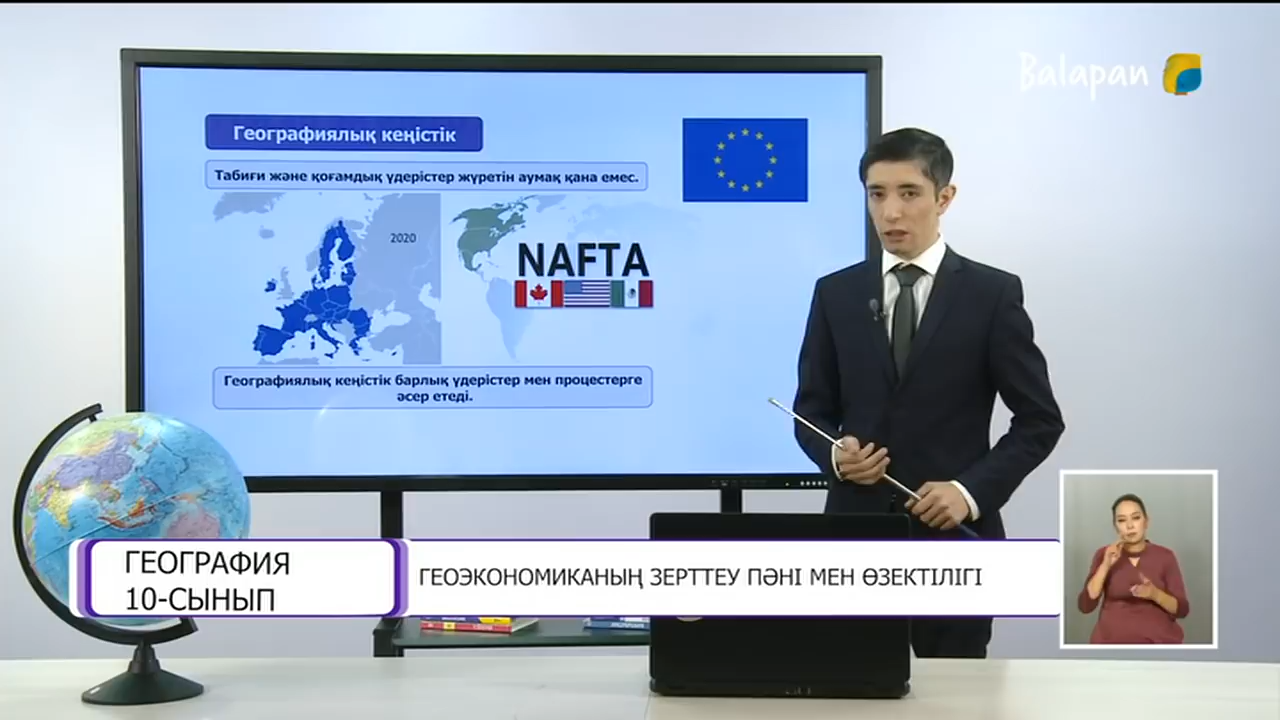 Balapan
Географиялық кеңістік
Табиғи және қоғамдық үдерістер жүретін аумақ қана емес.
2020
NAFTA
Географиялық кеңістік барлық үдерістер мен процестерге
әсер етеді.
ГЕОГРАФИЯ
10-СЫНЫП
ГЕОЭКОНОМИКАНЫҢ ЗЕРТТЕУ ПӘНІ МЕН ӨЗЕКТІЛІГІ